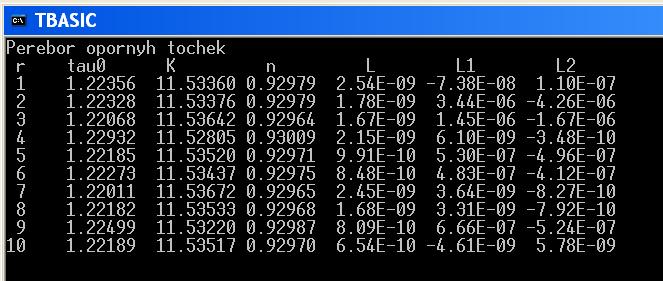 TBASIC
Perebor opornyh tochek
r tau0 K n L L1 L2
1 1.22356 11.53360 0.92979 2.54E-09 -7.38E-08 1.10E-07
2 1.22328 11.53376 0.92979 1.78E-09 3.44E-06 -4.26E-06
3 1.22068 11.53642 0.92964 1.67E-09 1.45E-06 -1.67E-06
4 1.22932 11.52805 0.93009 2.15E-09 6.10E-09 -3.48E-10
5 1.22185 11.53520 0.92971 9.91E-10 5.30E-07 -4.96E-07
6 1.22273 11.53437 0.92975 8.48E-10 4.83E-07 -4.12E-07
7 1.22011 11.53672 0.92965 2.45E-09 3.64E-09 -8.27E-10
8 1.22182 11.53533 0.92968 1.68E-09 3.31E-09 -7.92E-10
9 1.22499 11.53220 0.92987 8.09E-10 6.66E-07 -5.24E-07
10 1.22189 11.53517 0.92970 6.54E-10 -4.61E-09 5.78E-09